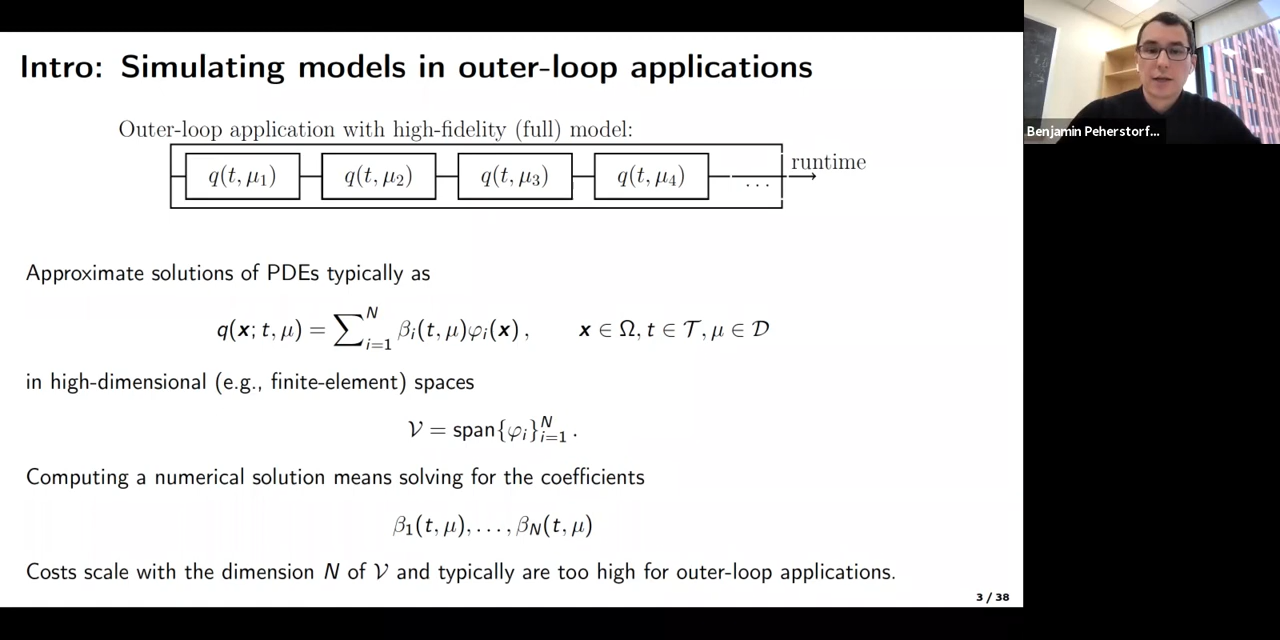 Intro: Simulating models in outer-loop applications
Benjamin Peherstorf...
Outer-loop application with high-fidelity (full) model:
q(t, μ₁) q(t, μ₂) q(t, μ₃) q(t, μ₄) ... runtime
Approximate solutions of PDEs typically as
q(x; t, μ) = ∑ᵢ₌₁ᴺ βᵢ(t, μ)φᵢ(x) , x ∈ Ω, t ∈ 𝒯, μ ∈ 𝒟
in high-dimensional (e.g., finite-element) spaces
𝒱 = span{φᵢ}ᵢ₌₁ᴺ .
Computing a numerical solution means solving for the coefficients
β₁(t, μ), . . . , βN(t, μ)
Costs scale with the dimension N of 𝒱 and typically are too high for outer-loop applications.
3 / 38